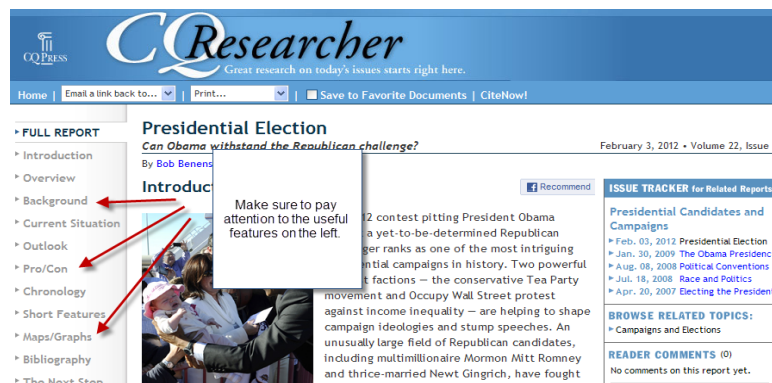 CQ PRESS
CQ Researcher
Great research on today's issues starts right here.
Home | Email a link back to... | Print... | Save to Favorite Documents | CiteNow!
FULL REPORT
Introduction
Overview
Background
Current Situation
Outlook
Pro/Con
Chronology
Short Features
Maps/Graphs
Bibliography
The Next Step
Presidential Election
Can Obama withstand the Republican challenge?
February 3, 2012 • Volume 22, Issue
By Bob Benens
Introduc
Recommend
Make sure to pay
attention to the useful
features on the left.
12 contest pitting President Obama
a yet-to-be-determined Republican
ger ranks as one of the most intriguing
ential campaigns in history. Two powerful
t factions — the conservative Tea Party
movement and Occupy Wall Street protest
against income inequality — are helping to shape
campaign ideologies and stump speeches. An
unusually large field of Republican candidates,
including multimillionaire Mormon Mitt Romney
and thrice-married Newt Gingrich, have fought
ISSUE TRACKER for Related Reports
Presidential Candidates and
Campaigns
Feb. 03, 2012 Presidential Election
Jan. 30, 2009 The Obama Presidenc
Aug. 08, 2008 Political Conventions
Jul. 18, 2008 Race and Politics
Apr. 20, 2007 Electing the President
BROWSE RELATED TOPICS:
Campaigns and Elections
READER COMMENTS (0)
No comments on this report yet.